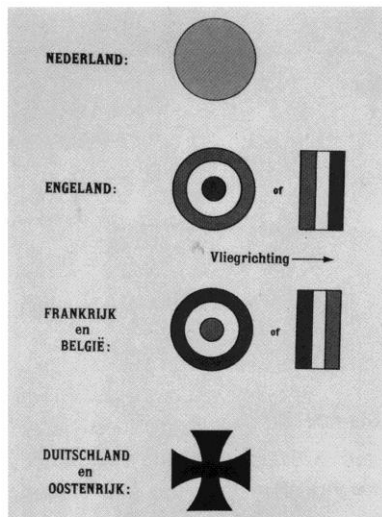 NEDERLAND:
ENGELAND:
of
Vliegrichting
FRANKRIJK
en
BELGIË:
of
DUITSCHLAND
en
OOSTENRIJK: